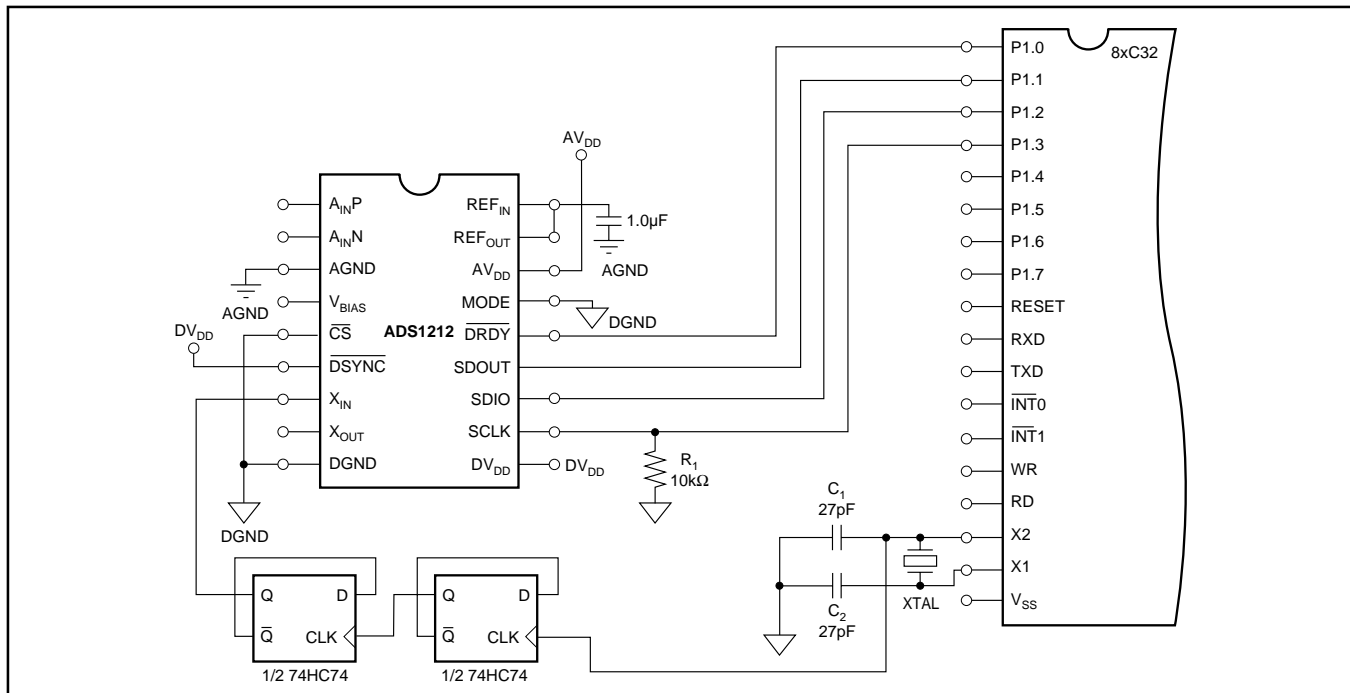 8xC32
P1.0
P1.1
P1.2
P1.3
P1.4
P1.5
P1.6
P1.7
RESET
RXD
TXD
INT0
INT1
WR
RD
X2
X1
VSS
AVDD
AINP
AINN
AGND
VBIAS
CS
DSYNC
XIN
XOUT
DGND
ADS1212
REFIN
REFOUT
AVDD
MODE
DRDY
SDOUT
SDIO
SCLK
DVDD
1.0µF
AGND
DGND
DVDD
AGND
DVDD
DGND
R1
10kΩ
C1
27pF
C2
27pF
XTAL
Q
D
Q
CLK
1/2 74HC74
Q
D
Q
CLK
1/2 74HC74